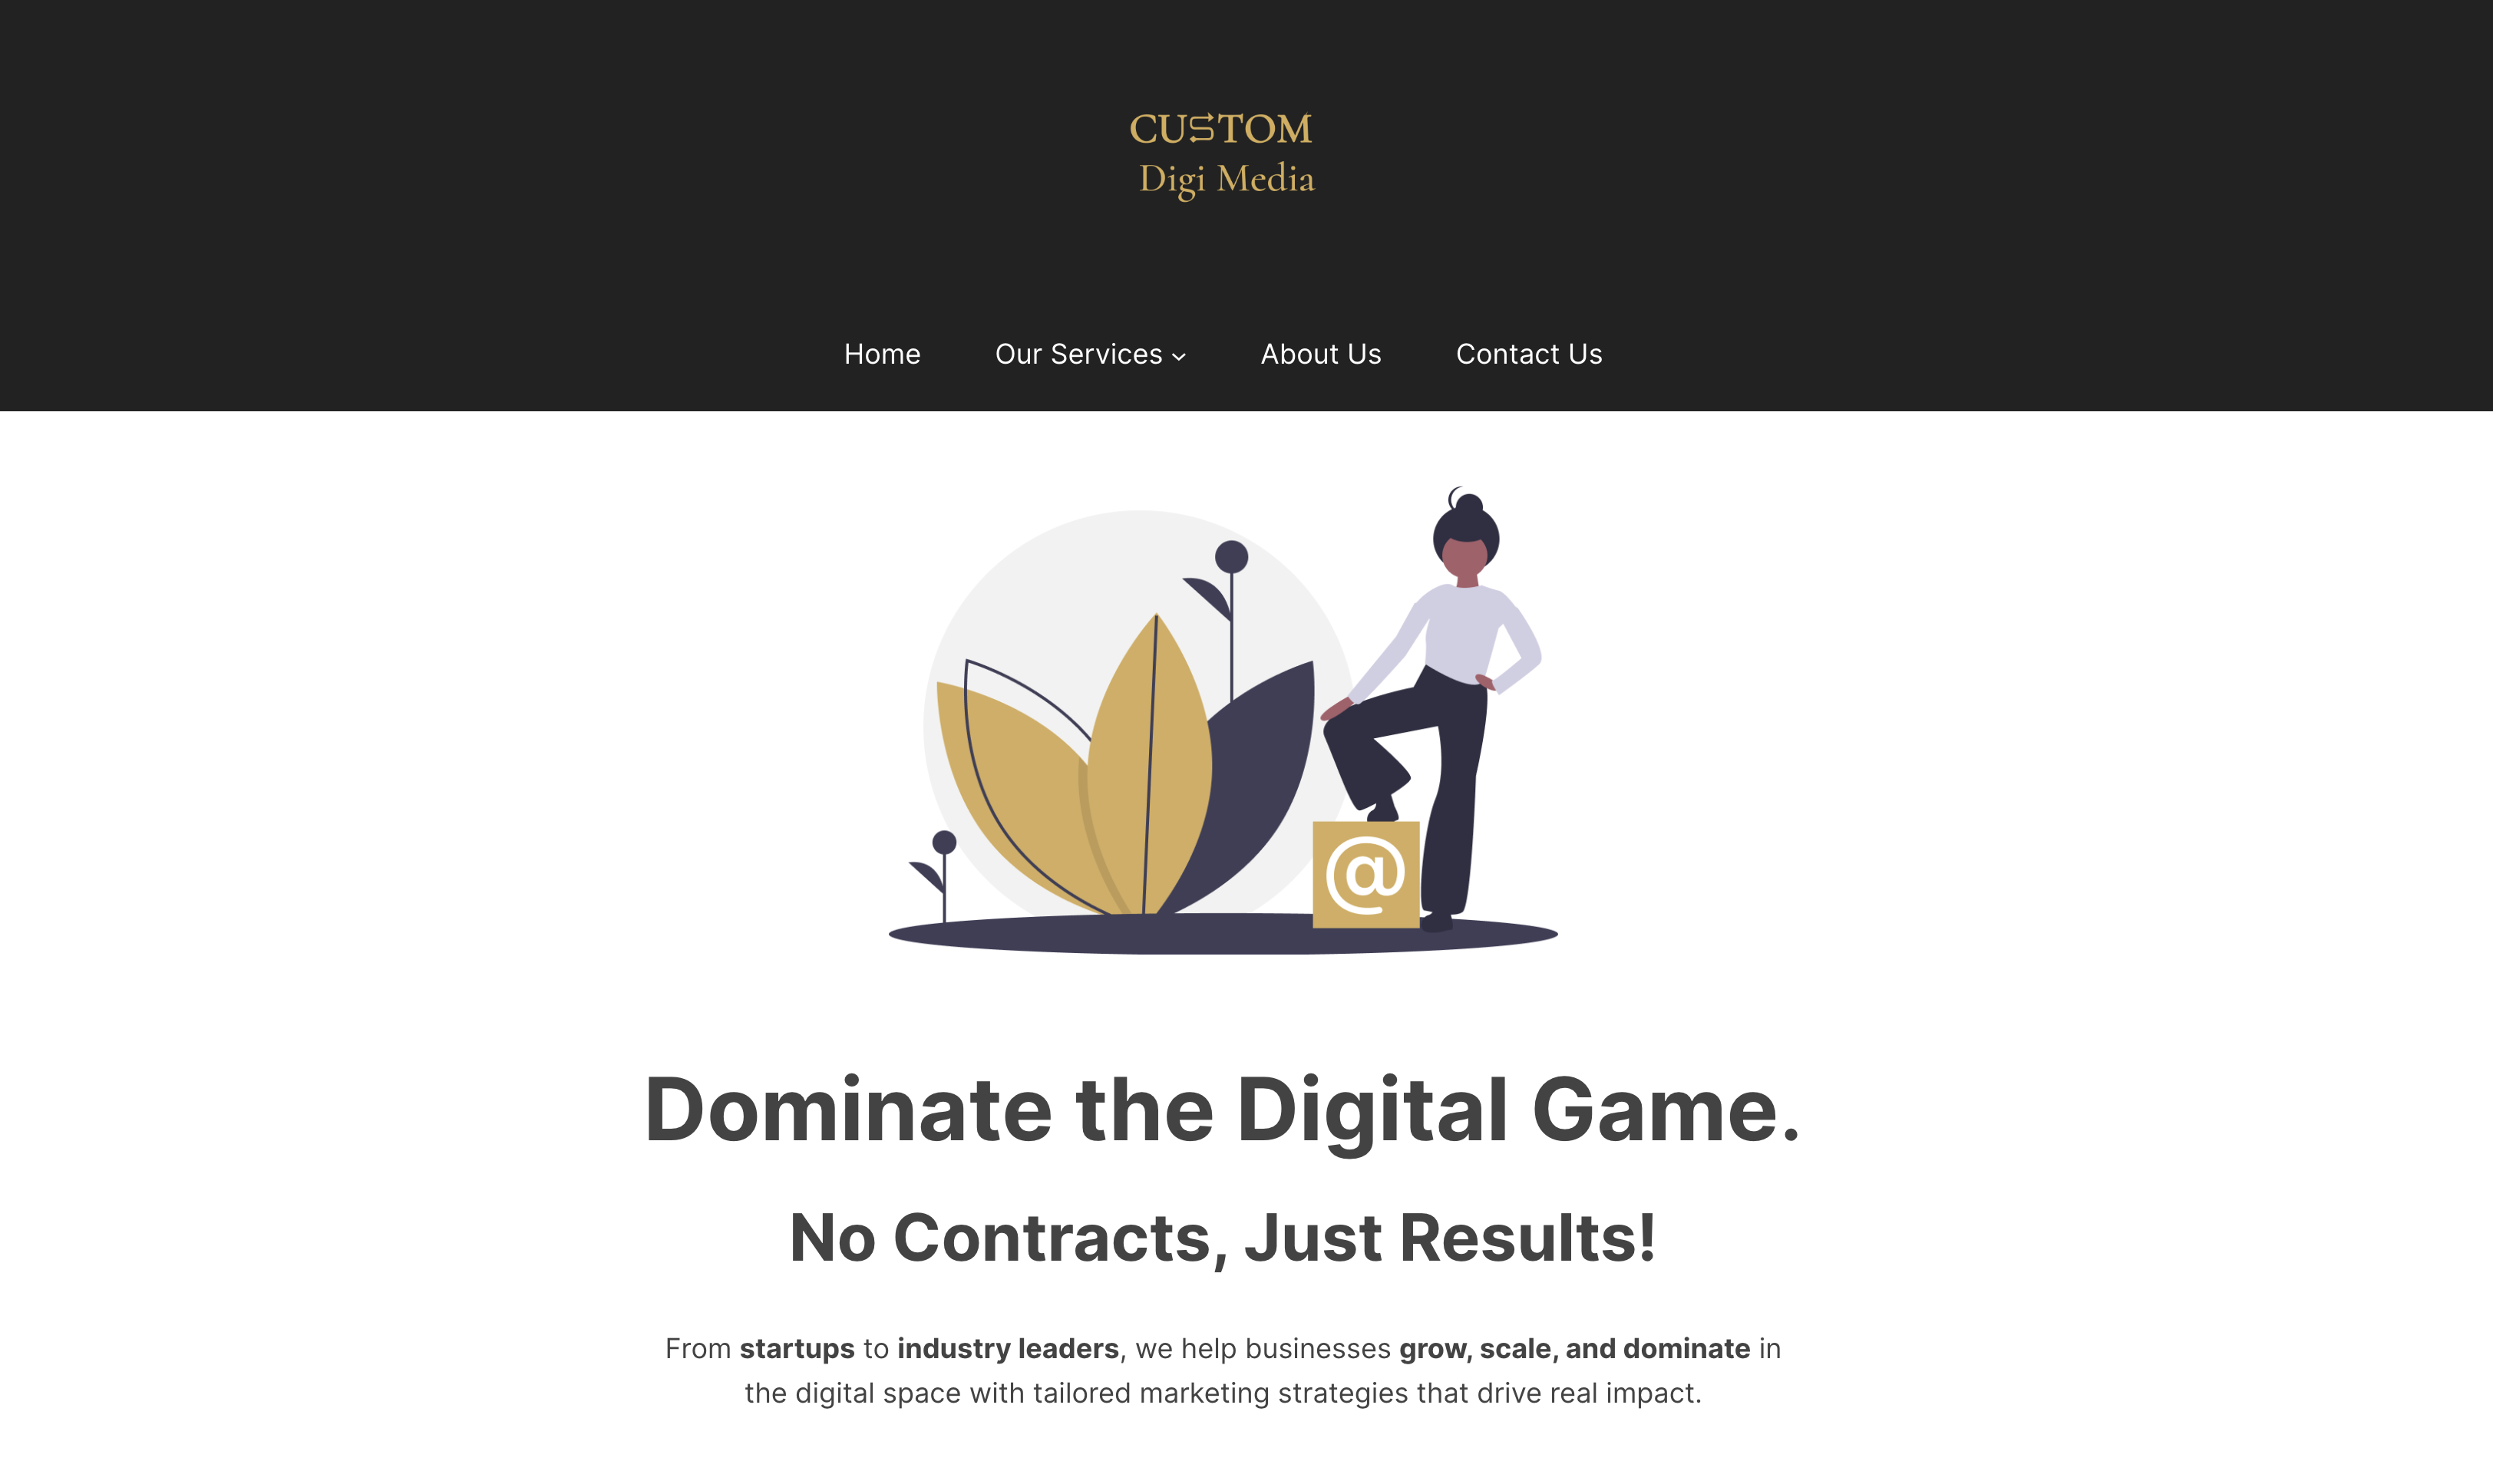 CUSTOM
Digi Media
Home Our Services About Us Contact Us
@
Dominate the Digital Game.
No Contracts, Just Results!
From startups to industry leaders, we help businesses grow, scale, and dominate in
the digital space with tailored marketing strategies that drive real impact.